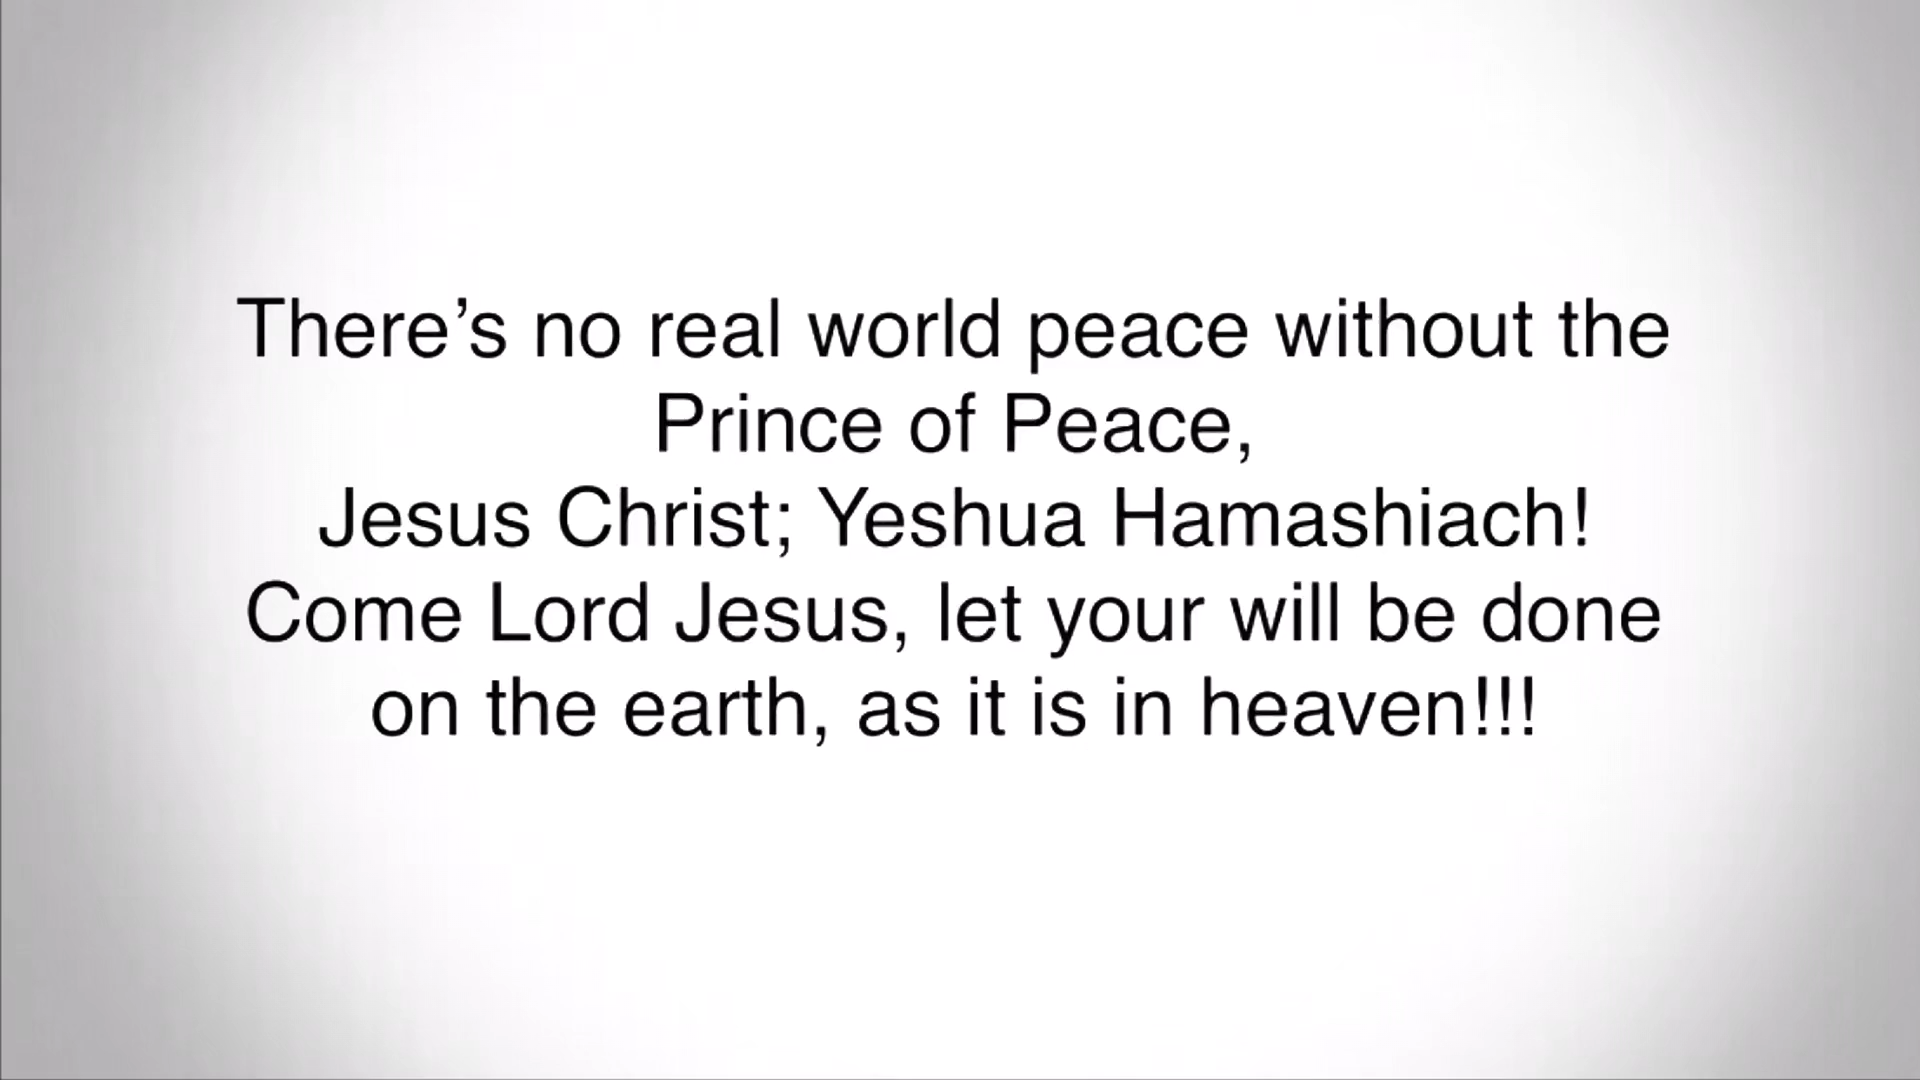 There’s no real world peace without the
Prince of Peace,
Jesus Christ; Yeshua Hamashiach!
Come Lord Jesus, let your will be done
on the earth, as it is in heaven!!!